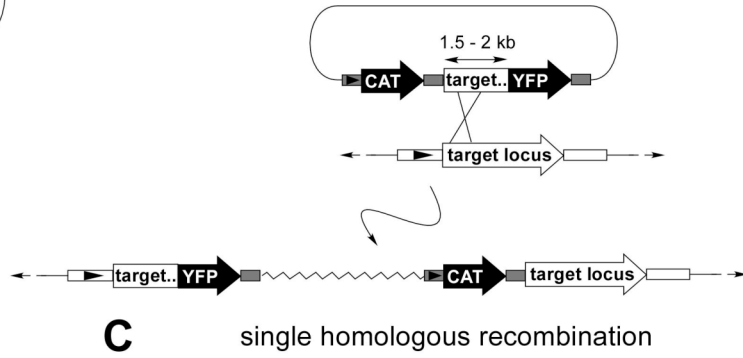 1.5 - 2 kb
CAT target.. YFP
target locus
target.. YFP CAT target locus
C single homologous recombination